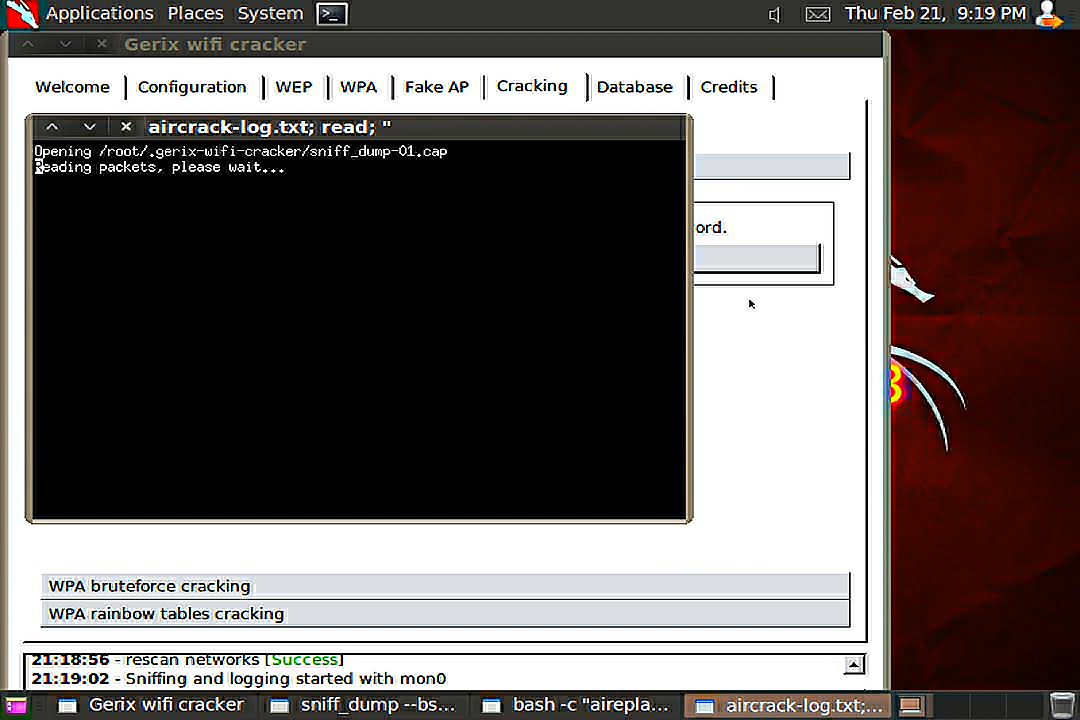 Applications Places System Thu Feb 21, 9:19 PM
Gerix wifi cracker
Welcome Configuration WEP WPA Fake AP Cracking Database Credits
aircrack-log.txt; read; "
Opening /root/.gerix-wifi-cracker/sniff_dump-01.cap
Reading packets, please wait...
ord.
WPA bruteforce cracking
WPA rainbow tables cracking
21:18:56 - rescan networks [Success]
21:19:02 - Sniffing and logging started with mon0
Gerix wifi cracker sniff_dump --bs... bash -c "airepla... aircrack-log.txt;...